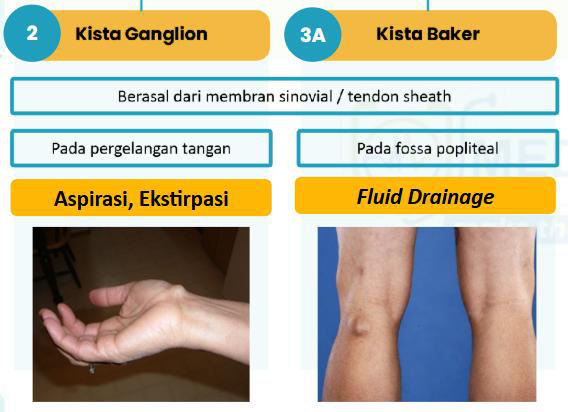 2 Kista Ganglion
3A Kista Baker
Berasal dari membran sinovial / tendon sheath
Pada pergelangan tangan
Pada fossa popliteal
Aspirasi, Ekstirpasi
Fluid Drainage